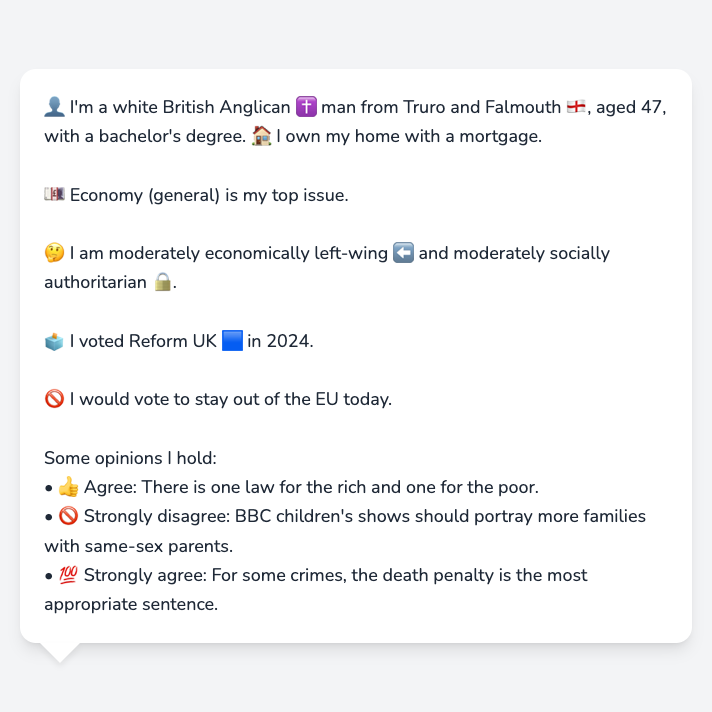 👤 I'm a white British Anglican ✝️ man from Truro and Falmouth 🏴󠁧󠁢󠁥󠁮󠁧󠁿, aged 47,
with a bachelor's degree. 🏠 I own my home with a mortgage.
💷 Economy (general) is my top issue.
🤔 I am moderately economically left-wing ⬅️ and moderately socially
authoritarian 🔒.
🗳️ I voted Reform UK 🟦 in 2024.
🚫 I would vote to stay out of the EU today.
Some opinions I hold:
• 👍 Agree: There is one law for the rich and one for the poor.
• 🚫 Strongly disagree: BBC children's shows should portray more families
with same-sex parents.
• 💯 Strongly agree: For some crimes, the death penalty is the most
appropriate sentence.